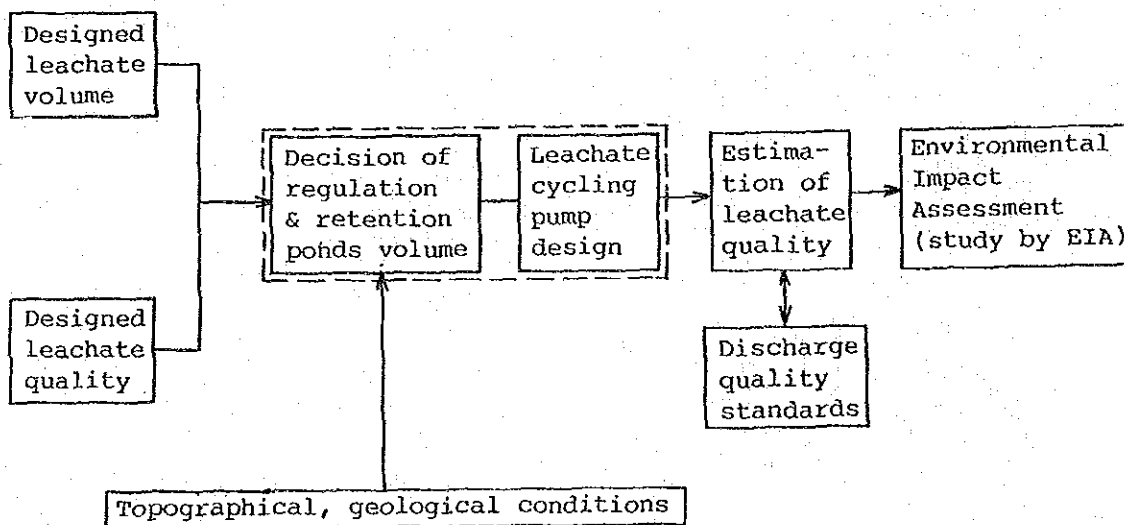 Designed
leachate
volume
Decision of
regulation
& retention
pohds volume
Leachate
cycling
pump
design
Estima-
tion of
leachate
quality
Environmental
Impact
Assessment
(study by EIA)
Designed
leachate
quality
Discharge
quality
standards
Topographical, geological conditions